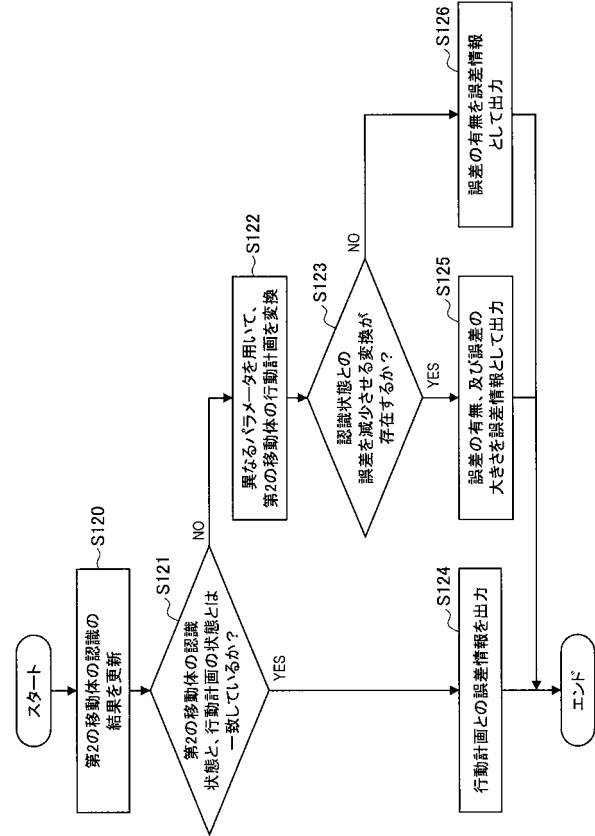 スタート
S120
第2の移動体の認識の
結果を更新
S121
第2の移動体の認識
状態と、行動計画の状態とは
一致しているか？
NO
YES
S122
異なるパラメータを用いて、
第2の移動体の行動計画を変換
S123
認識状態との
誤差を減少させる変換が
存在するか？
NO
YES
S124
行動計画との誤差情報を出力
S125
誤差の有無、及び誤差の
大きさを誤差情報として出力
S126
誤差の有無を誤差情報
として出力
エンド